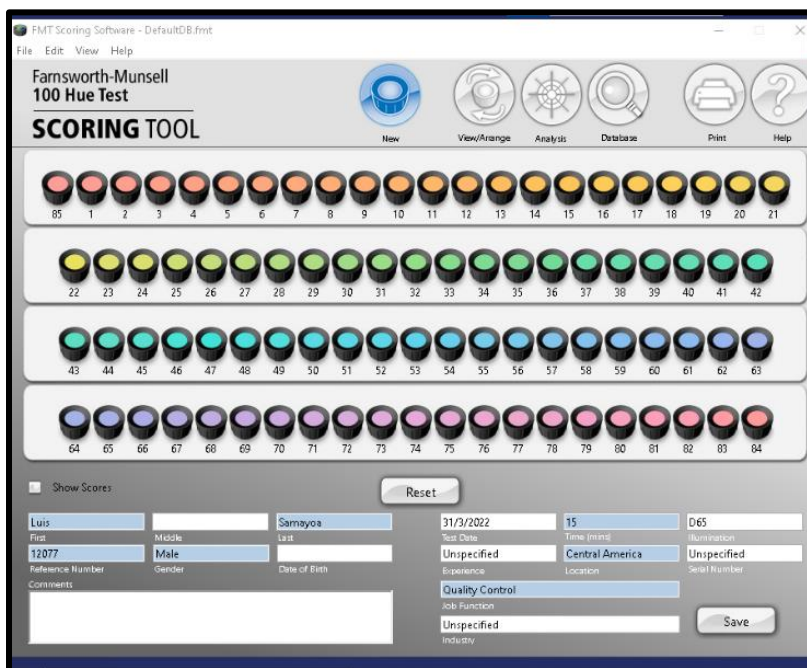 FMT Scoring Software - DefaultDB.fmt
File Edit View Help
Farnsworth-Munsell
100 Hue Test
SCORING TOOL
New View/Arrange Analysis Database Print Help
85 1 2 3 4 5 6 7 8 9 10 11 12 13 14 15 16 17 18 19 20 21
22 23 24 25 26 27 28 29 30 31 32 33 34 35 36 37 38 39 40 41 42
43 44 45 46 47 48 49 50 51 52 53 54 55 56 57 58 59 60 61 62 63
64 65 66 67 68 69 70 71 72 73 74 75 76 77 78 79 80 81 82 83 84
Show Scores Reset
Luis Samayoa 31/3/2022 15 D65
First Middle Last Test Date Time (mins) Illumination
12077 Male Unspecified Central America Unspecified
Reference Number Gender Date of Birth Experience Location Serial Number
Comments
Quality Control
Job Function
Unspecified Save
Industry